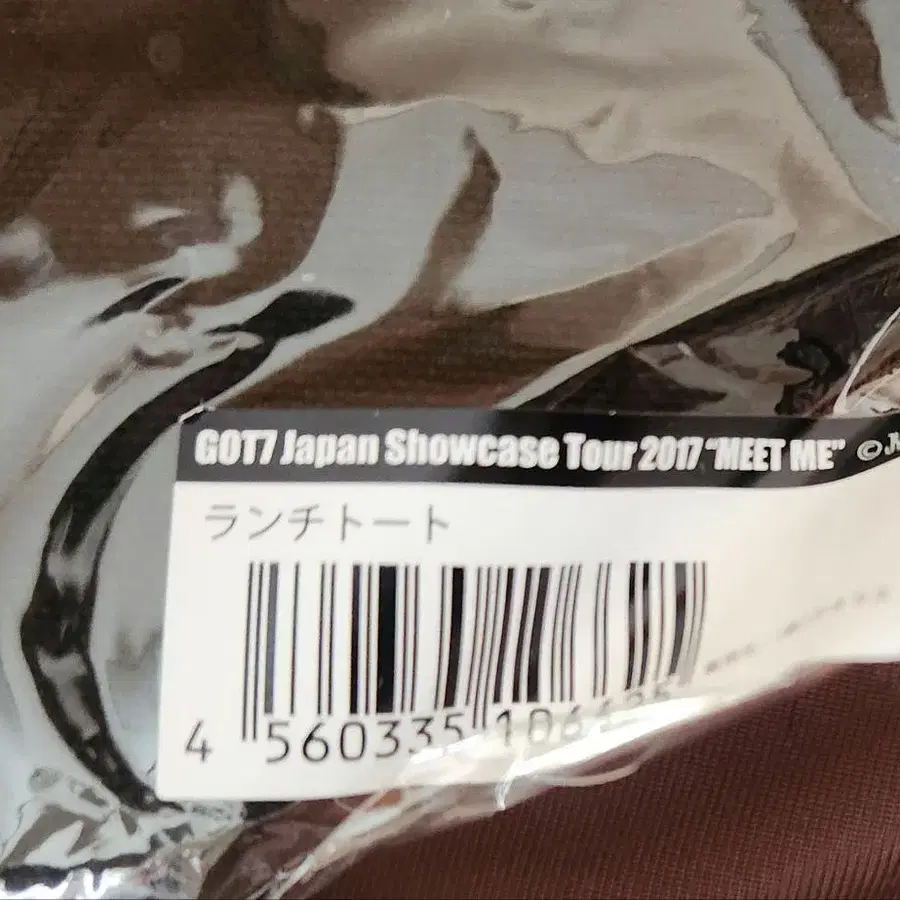 GOT7 Japan Showcase Tour 2017 "MEET ME" ©
ランチトート
4 560335